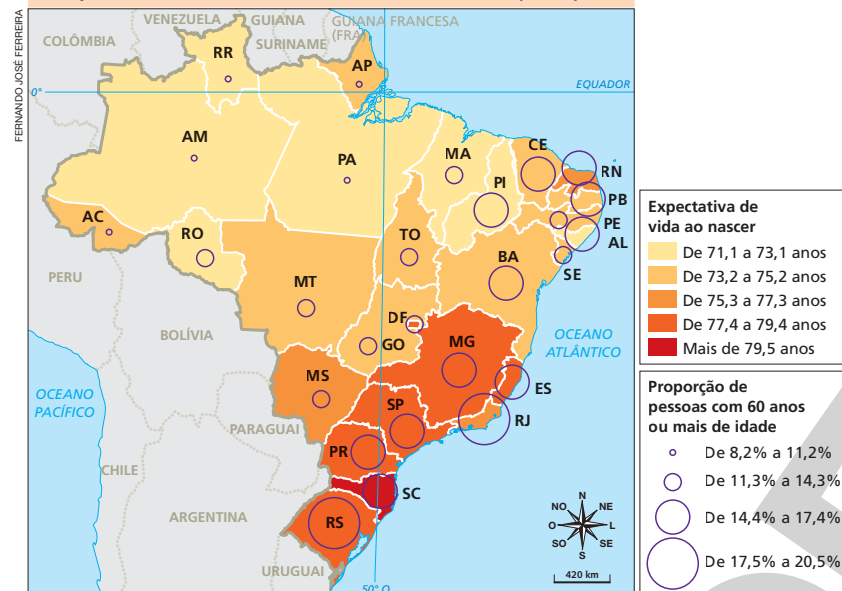 FERNANDO JOSÉ FERREIRA
VENEZUELA
GUIANA
GUIANA FRANCESA
(FRA)
COLÔMBIA
SURINAME
RR
AP
0°
EQUADOR
AM
PA
MA
CE
RN
PI
PB
AC
RO
TO
PE
AL
BA
SE
PERU
MT
DF
BOLÍVIA
GO
MG
OCEANO
ATLÂNTICO
MS
ES
OCEANO
PACÍFICO
SP
RJ
PARAGUAI
PR
CHILE
SC
ARGENTINA
RS
URUGUAI
50° O
N
NO
NE
O
L
SO
SE
S
420 km
Expectativa de
vida ao nascer
De 71,1 a 73,1 anos
De 73,2 a 75,2 anos
De 75,3 a 77,3 anos
De 77,4 a 79,4 anos
Mais de 79,5 anos
Proporção de
pessoas com 60 anos
ou mais de idade
De 8,2% a 11,2%
De 11,3% a 14,3%
De 14,4% a 17,4%
De 17,5% a 20,5%